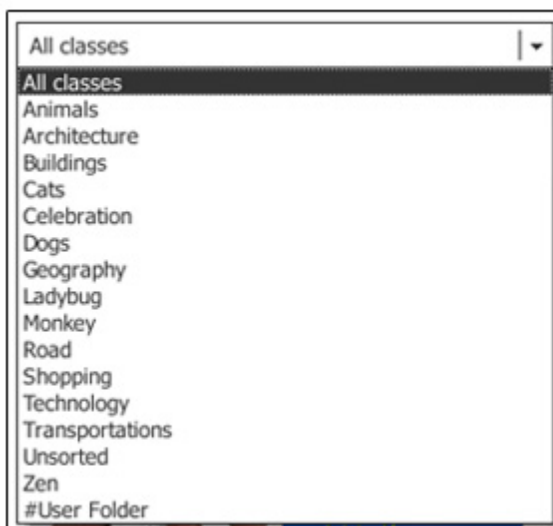 All classes
All classes
Animals
Architecture
Buildings
Cats
Celebration
Dogs
Geography
Ladybug
Monkey
Road
Shopping
Technology
Transportations
Unsorted
Zen
#User Folder